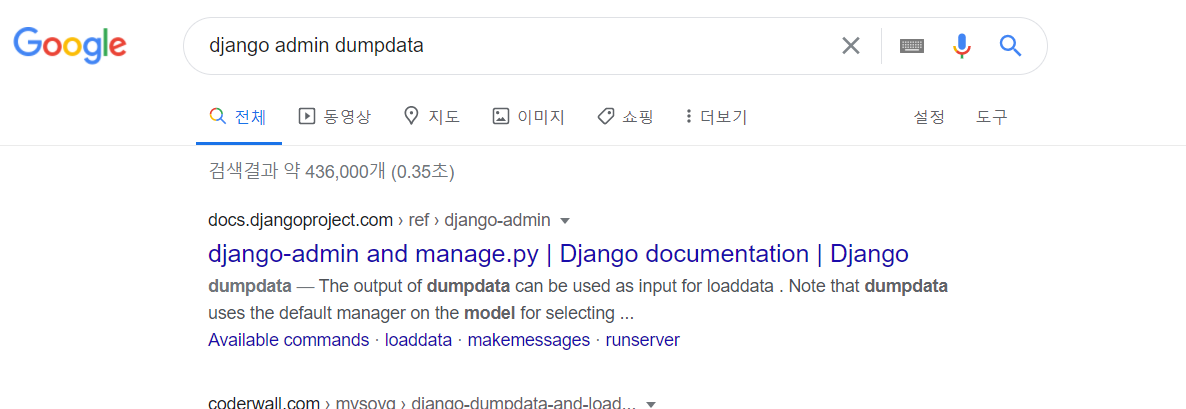 Google
django admin dumpdata
전체 동영상 지도 이미지 쇼핑 더보기 설정 도구
검색결과 약 436,000개 (0.35초)
docs.djangoproject.com › ref › django-admin
django-admin and manage.py | Django documentation | Django
dumpdata — The output of dumpdata can be used as input for loaddata . Note that dumpdata
uses the default manager on the model for selecting ...
Available commands · loaddata · makemessages · runserver
coderwall.com › mysovg › django-dumpdata-and-load...